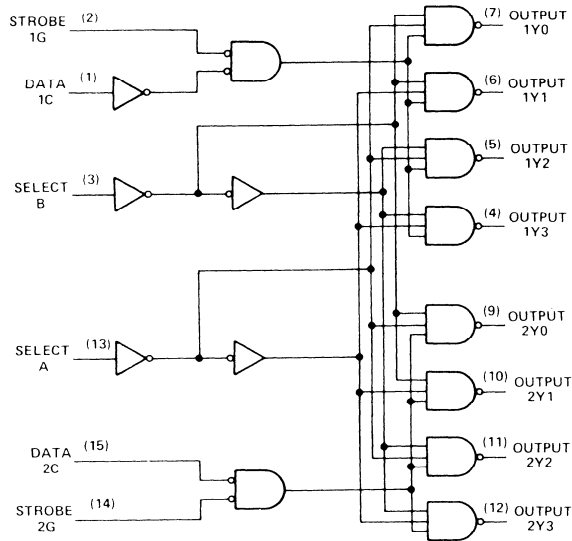 STROBE (2)
1G
DATA (1)
1C
SELECT (3)
B
SELECT (13)
A
DATA (15)
2C
STROBE (14)
2G
(7) OUTPUT
1Y0
(6) OUTPUT
1Y1
(5) OUTPUT
1Y2
(4) OUTPUT
1Y3
(9) OUTPUT
2Y0
(10) OUTPUT
2Y1
(11) OUTPUT
2Y2
(12) OUTPUT
2Y3